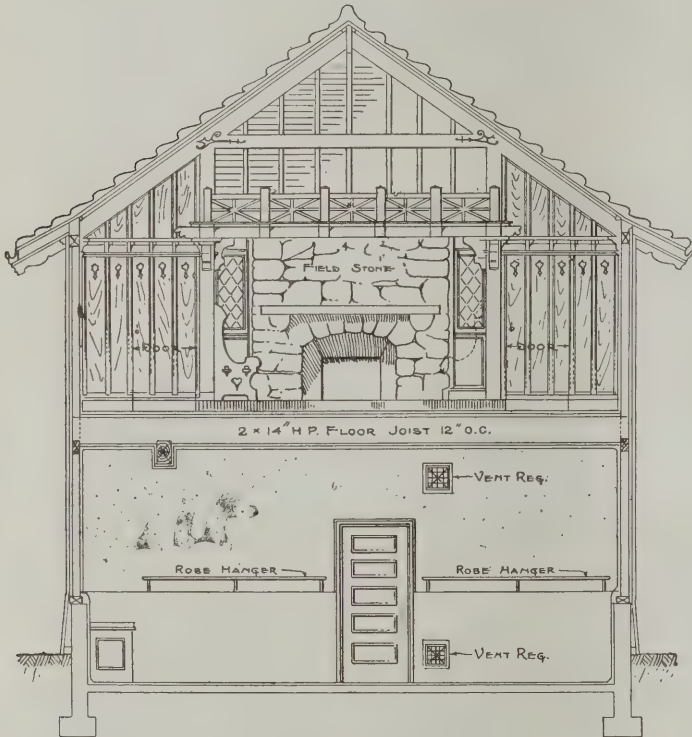 FIELD STONE
DOOR
DOOR
2 × 14" H P. FLOOR JOIST 12" O.C.
VENT REG.
ROBE HANGER
ROBE HANGER
VENT REG.